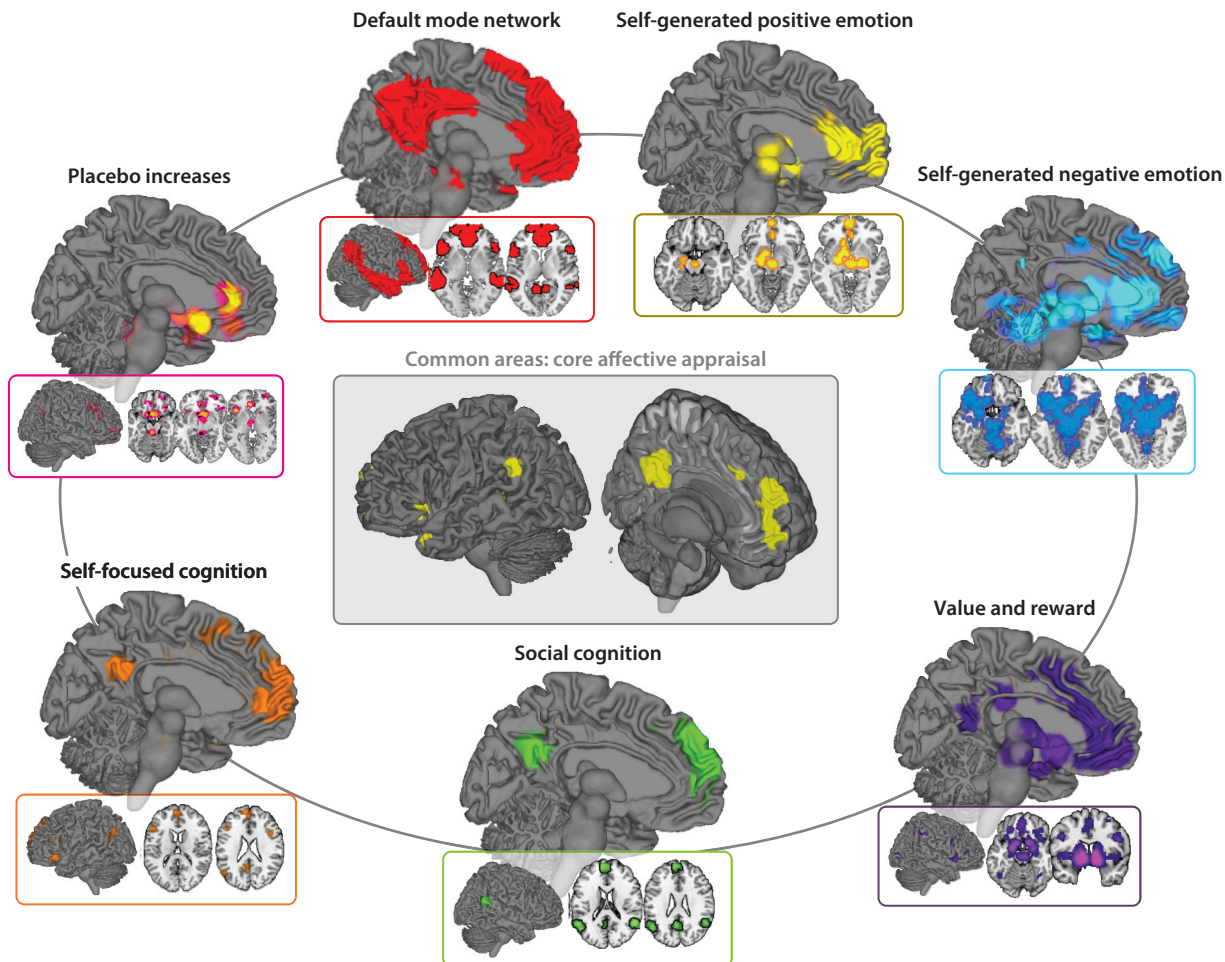 Default mode network
Self-generated positive emotion
Placebo increases
Self-generated negative emotion
Common areas: core affective appraisal
Self-focused cognition
Value and reward
Social cognition